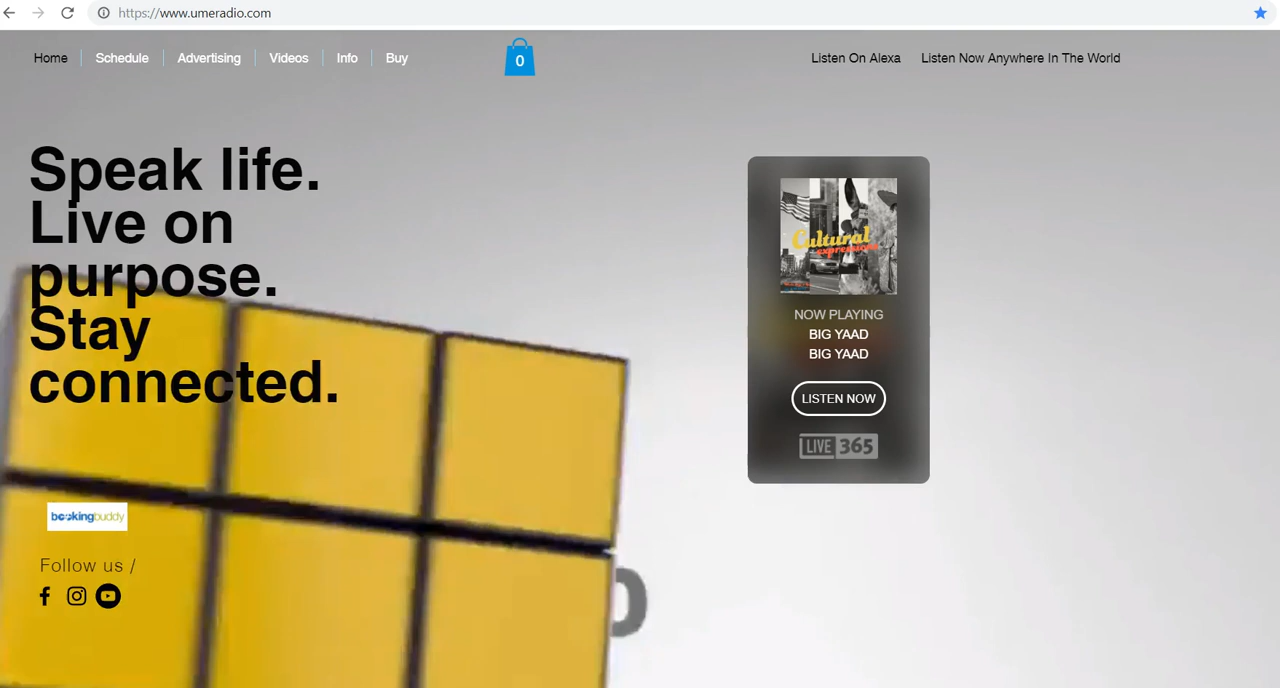 https://www.umeradio.com
Home
Schedule
Advertising
Videos
Info
Buy
0
Listen On Alexa
Listen Now Anywhere In The World
Speak life.
Live on
purpose.
Stay
connected.
Cultural
expressions
NOW PLAYING
BIG YAAD
BIG YAAD
LISTEN NOW
LIVE 365
bookingbuddy
Follow us /